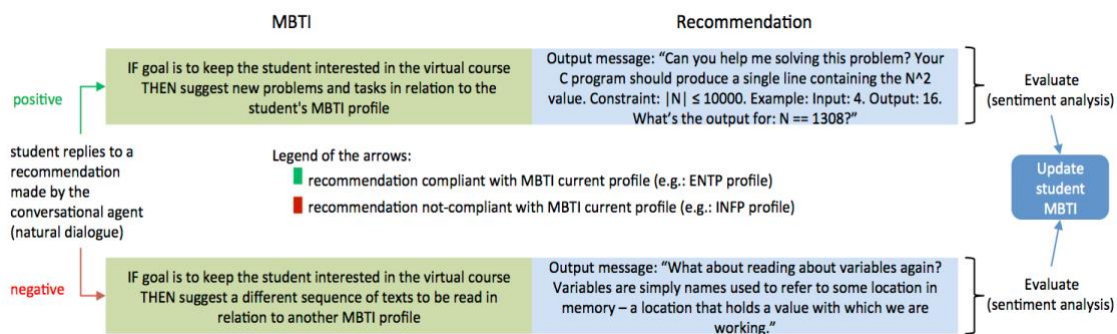 MBTI
Recommendation
positive
IF goal is to keep the student interested in the virtual course
THEN suggest new problems and tasks in relation to the
student's MBTI profile
Output message: “Can you help me solving this problem? Your
C program should produce a single line containing the N^2
value. Constraint: |N| ≤ 10000. Example: Input: 4. Output: 16.
What’s the output for: N == 1308?”
Evaluate
(sentiment analysis)
student replies to a
recommendation
made by the
conversational agent
(natural dialogue)
Legend of the arrows:
recommendation compliant with MBTI current profile (e.g.: ENTP profile)
recommendation not-compliant with MBTI current profile (e.g.: INFP profile)
Update
student
MBTI
negative
IF goal is to keep the student interested in the virtual course
THEN suggest a different sequence of texts to be read in
relation to another MBTI profile
Output message: “What about reading about variables again?
Variables are simply names used to refer to some location in
memory – a location that holds a value with which we are
working.”
Evaluate
(sentiment analysis)